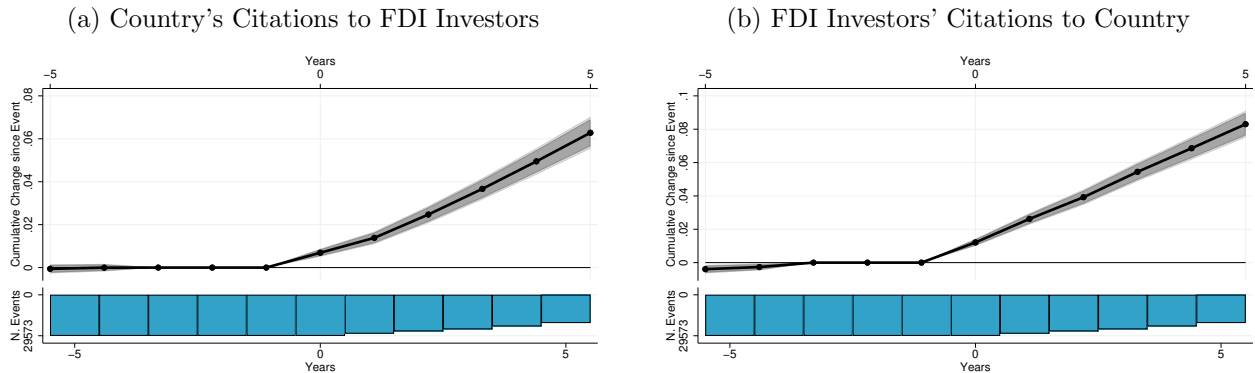 (a) Country's Citations to FDI Investors
Years
−5 0 5
Cumulative Change since Event
.08
.06
.04
.02
0
N. Events
0
29573
−5 0 5
Years
(b) FDI Investors' Citations to Country
Years
−5 0 5
Cumulative Change since Event
.1
.08
.06
.04
.02
0
N. Events
0
29573
−5 0 5
Years